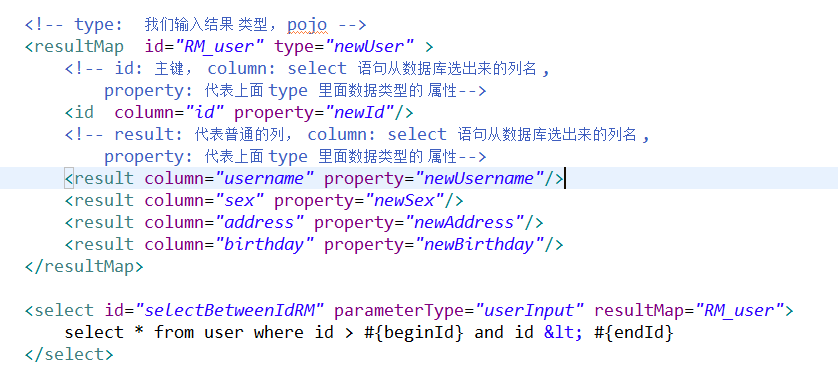 <!-- type:  我们输入结果 类型, pojo -->
<resultMap  id="RM_user" type="newUser" >
    <!-- id: 主键, column: select 语句从数据库选出来的列名,
        property: 代表上面 type 里面数据类型的 属性-->
    <id  column="id" property="newId"/>
    <!-- result: 代表普通的列, column: select 语句从数据库选出来的列名,
        property: 代表上面 type 里面数据类型的 属性-->
    <result column="username" property="newUsername"/>
    <result column="sex" property="newSex"/>
    <result column="address" property="newAddress"/>
    <result column="birthday" property="newBirthday"/>
</resultMap>

<select id="selectBetweenIdRM" parameterType="userInput" resultMap="RM_user">
    select * from user where id > #{beginId} and id &lt; #{endId}
</select>